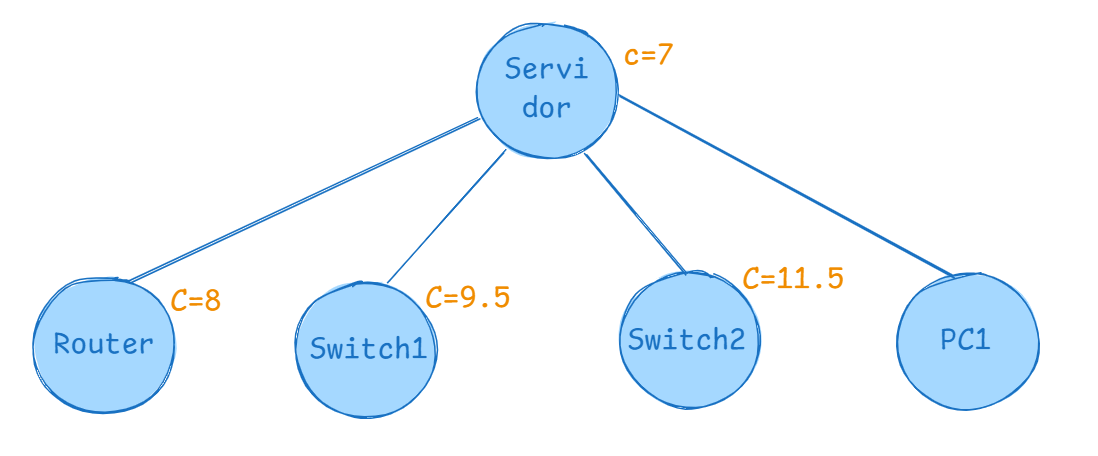 Servi
dor
c=7
Router
C=8
Switch1
C=9.5
Switch2
C=11.5
PC1